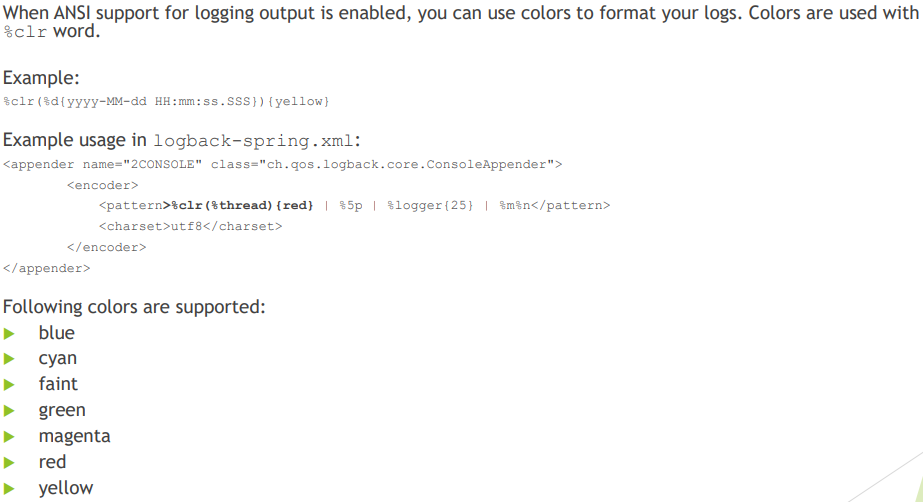 When ANSI support for logging output is enabled, you can use colors to format your logs. Colors are used with
%clr word.
Example:
%clr(%d{yyyy-MM-dd HH:mm:ss.SSS}){yellow}
Example usage in logback-spring.xml:
<appender name="2CONSOLE" class="ch.qos.logback.core.ConsoleAppender">
<encoder>
<pattern>%clr(%thread){red} | %5p | %logger{25} | %m%n</pattern>
<charset>utf8</charset>
</encoder>
</appender>
Following colors are supported:
blue
cyan
faint
green
magenta
red
yellow